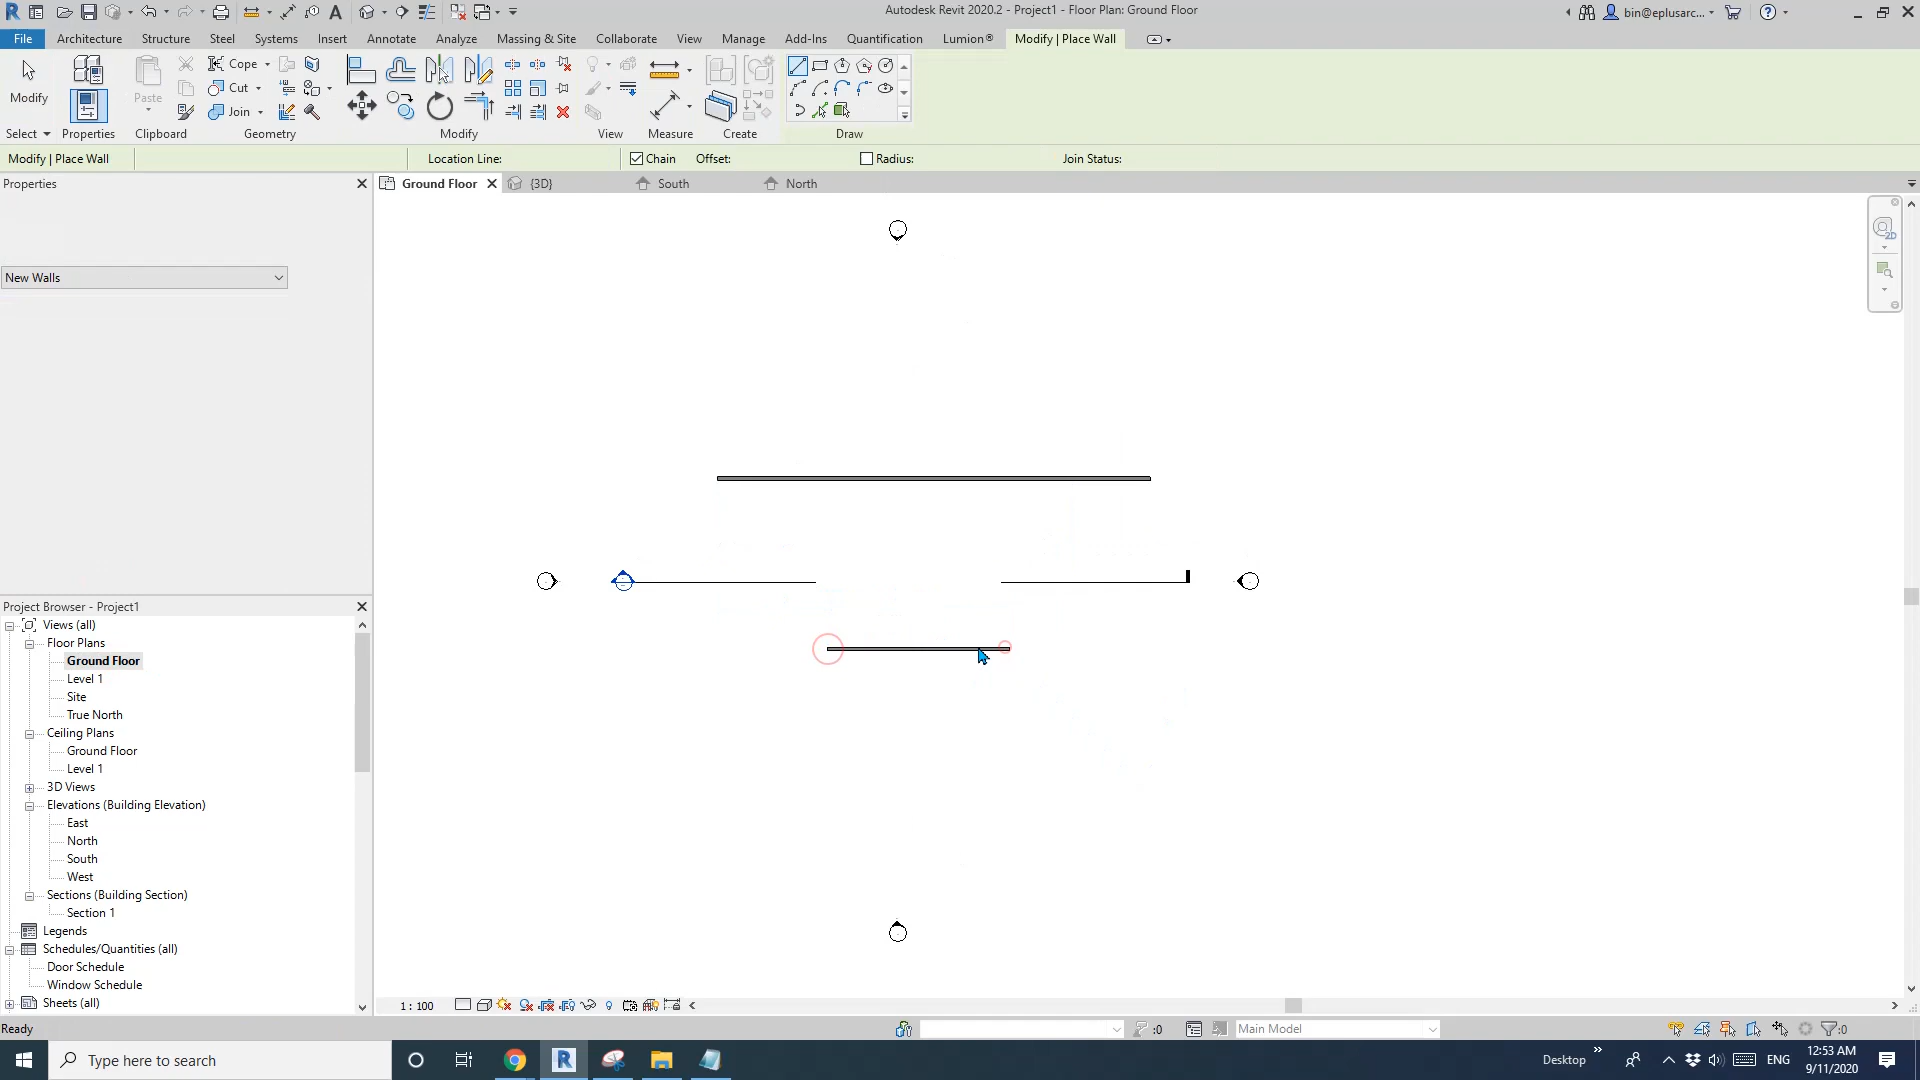 Autodesk Revit 2020.2 - Project1 - Floor Plan: Ground Floor
bin@eplusarc...
File Architecture Structure Steel Systems Insert Annotate Analyze Massing & Site Collaborate View Manage Add-Ins Quantification Lumion® Modify | Place Wall
Modify
Paste
Cope
Cut
Join
Select Properties Clipboard Geometry Modify View Measure Create Draw
Modify | Place Wall Location Line: Chain Offset: Radius: Join Status:
Properties
Ground Floor {3D} South North
2D
New Walls
Project Browser - Project1
Views (all)
Floor Plans
Ground Floor
Level 1
Site
True North
Ceiling Plans
Ground Floor
Level 1
3D Views
Elevations (Building Elevation)
East
North
South
West
Sections (Building Section)
Section 1
Legends
Schedules/Quantities (all)
Door Schedule
Window Schedule
Sheets (all)
1 : 100
Ready
:0
Main Model
:0
Type here to search
Desktop
ENG
12:53 AM
9/11/2020